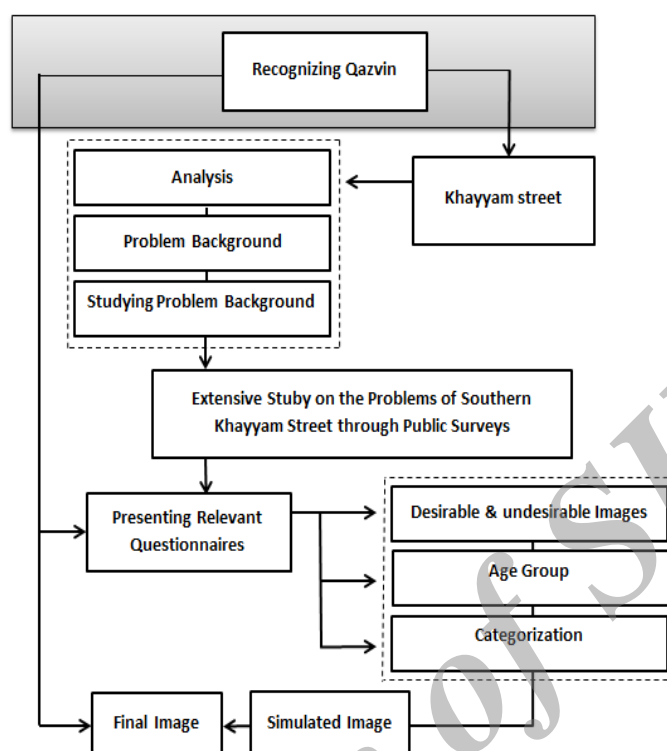 Recognizing Qazvin
Khayyam street
Analysis
Problem Background
Studying Problem Background
Extensive Stuby on the Problems of Southern
Khayyam Street through Public Surveys
Presenting Relevant
Questionnaires
Desirable & undesirable Images
Age Group
Categorization
Final Image
Simulated Image
of